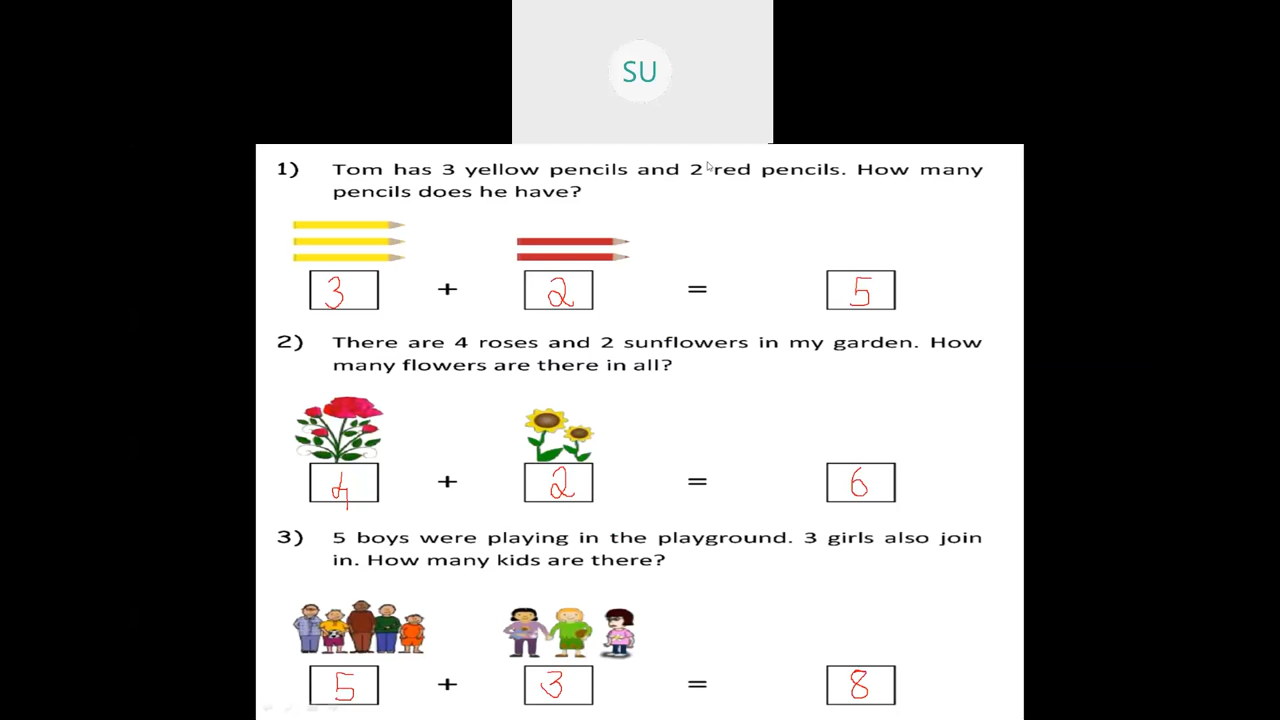 SU
1) Tom has 3 yellow pencils and 2 red pencils. How many
pencils does he have?
3 + 2 = 5
2) There are 4 roses and 2 sunflowers in my garden. How
many flowers are there in all?
4 + 2 = 6
3) 5 boys were playing in the playground. 3 girls also join
in. How many kids are there?
5 + 3 = 8